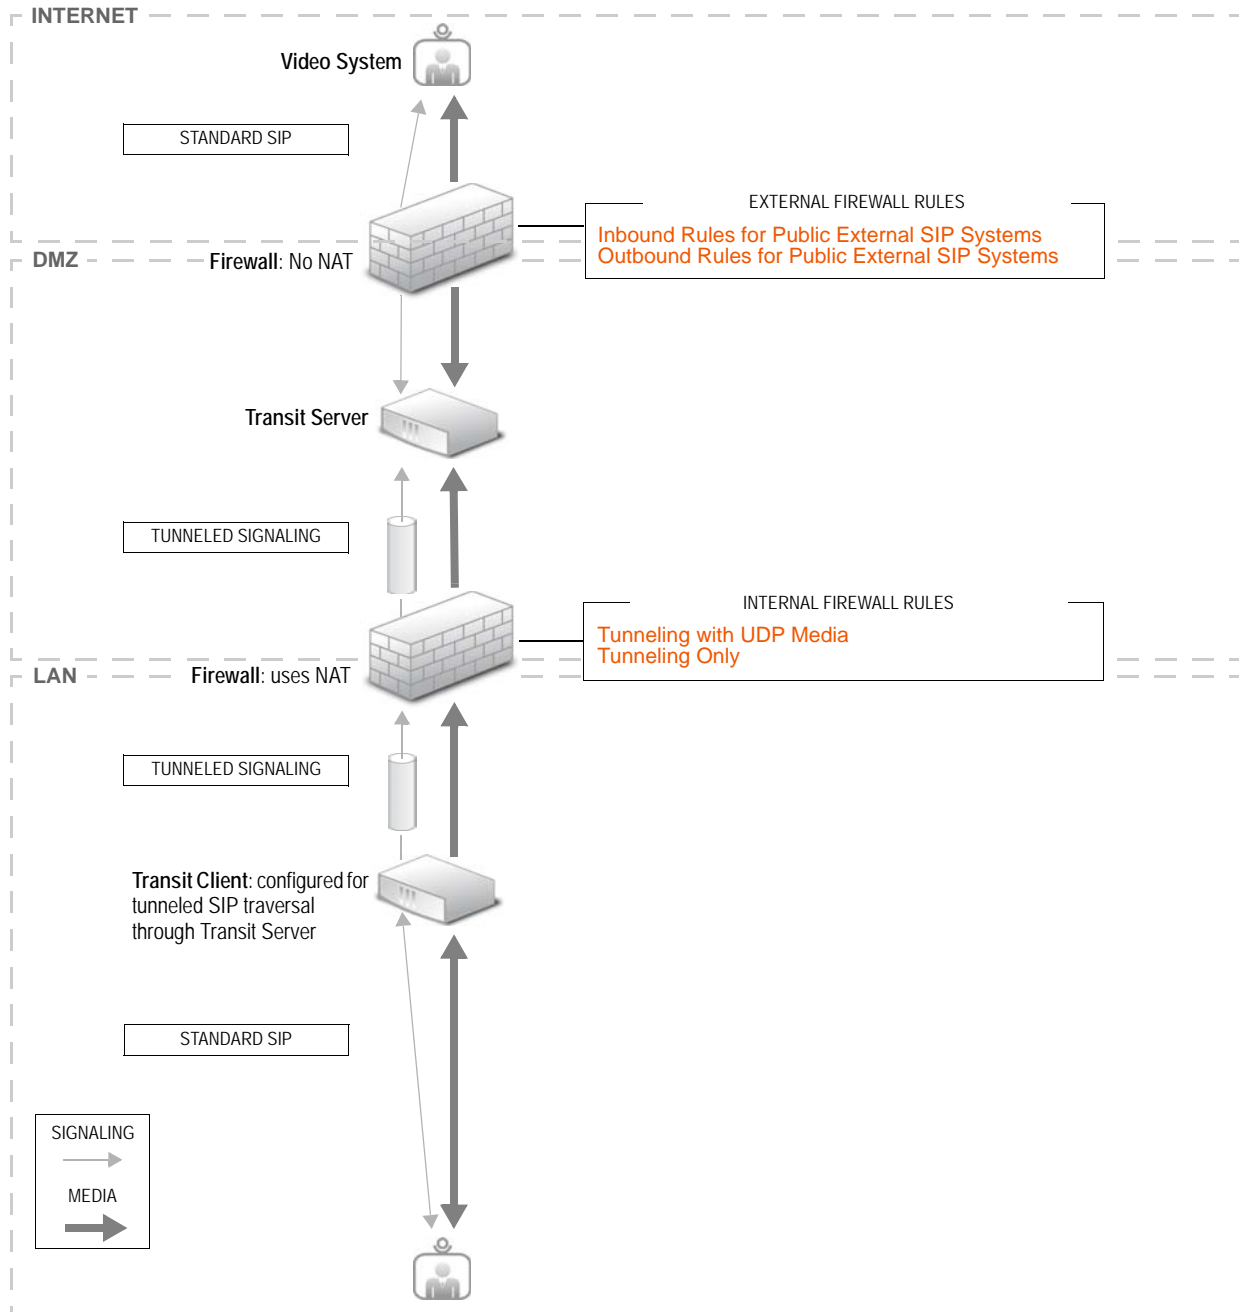 INTERNET
Video System
STANDARD SIP
EXTERNAL FIREWALL RULES
Inbound Rules for Public External SIP Systems
Outbound Rules for Public External SIP Systems
DMZ
Firewall: No NAT
Transit Server
TUNNELED SIGNALING
INTERNAL FIREWALL RULES
Tunneling with UDP Media
Tunneling Only
LAN
Firewall: uses NAT
TUNNELED SIGNALING
Transit Client: configured for
tunneled SIP traversal
through Transit Server
STANDARD SIP
SIGNALING
MEDIA